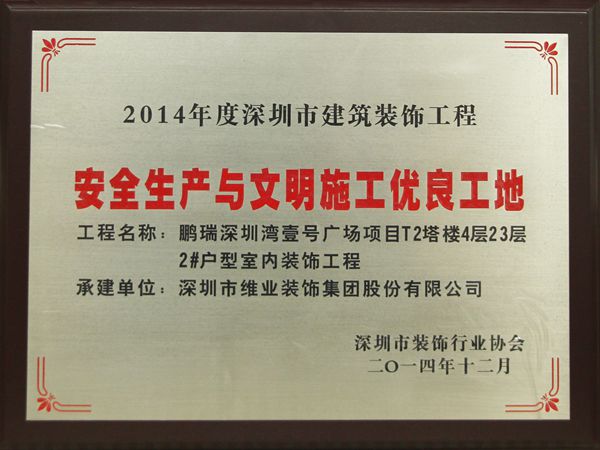 2014年度深圳市建筑装饰工程
安全生产与文明施工优良工地
工程名称：鹏瑞深圳湾壹号广场项目T2塔楼4层23层
2#户型室内装饰工程
承建单位：深圳市维业装饰集团股份有限公司
深圳市装饰行业协会
二〇一四年十二月